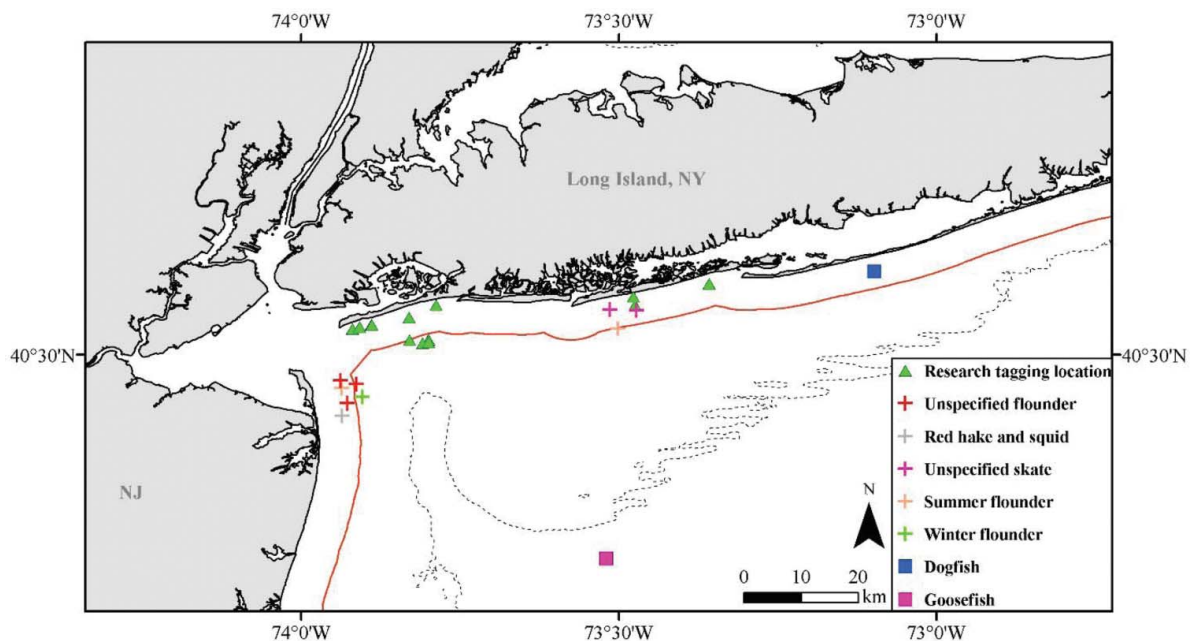 74°0'W 73°30'W 73°0'W
Long Island, NY
40°30'N 40°30'N
NJ
Research tagging location
Unspecified flounder
Red hake and squid
Unspecified skate
Summer flounder
Winter flounder
Dogfish
Goosefish
N
0 10 20
km
74°0'W 73°30'W 73°0'W